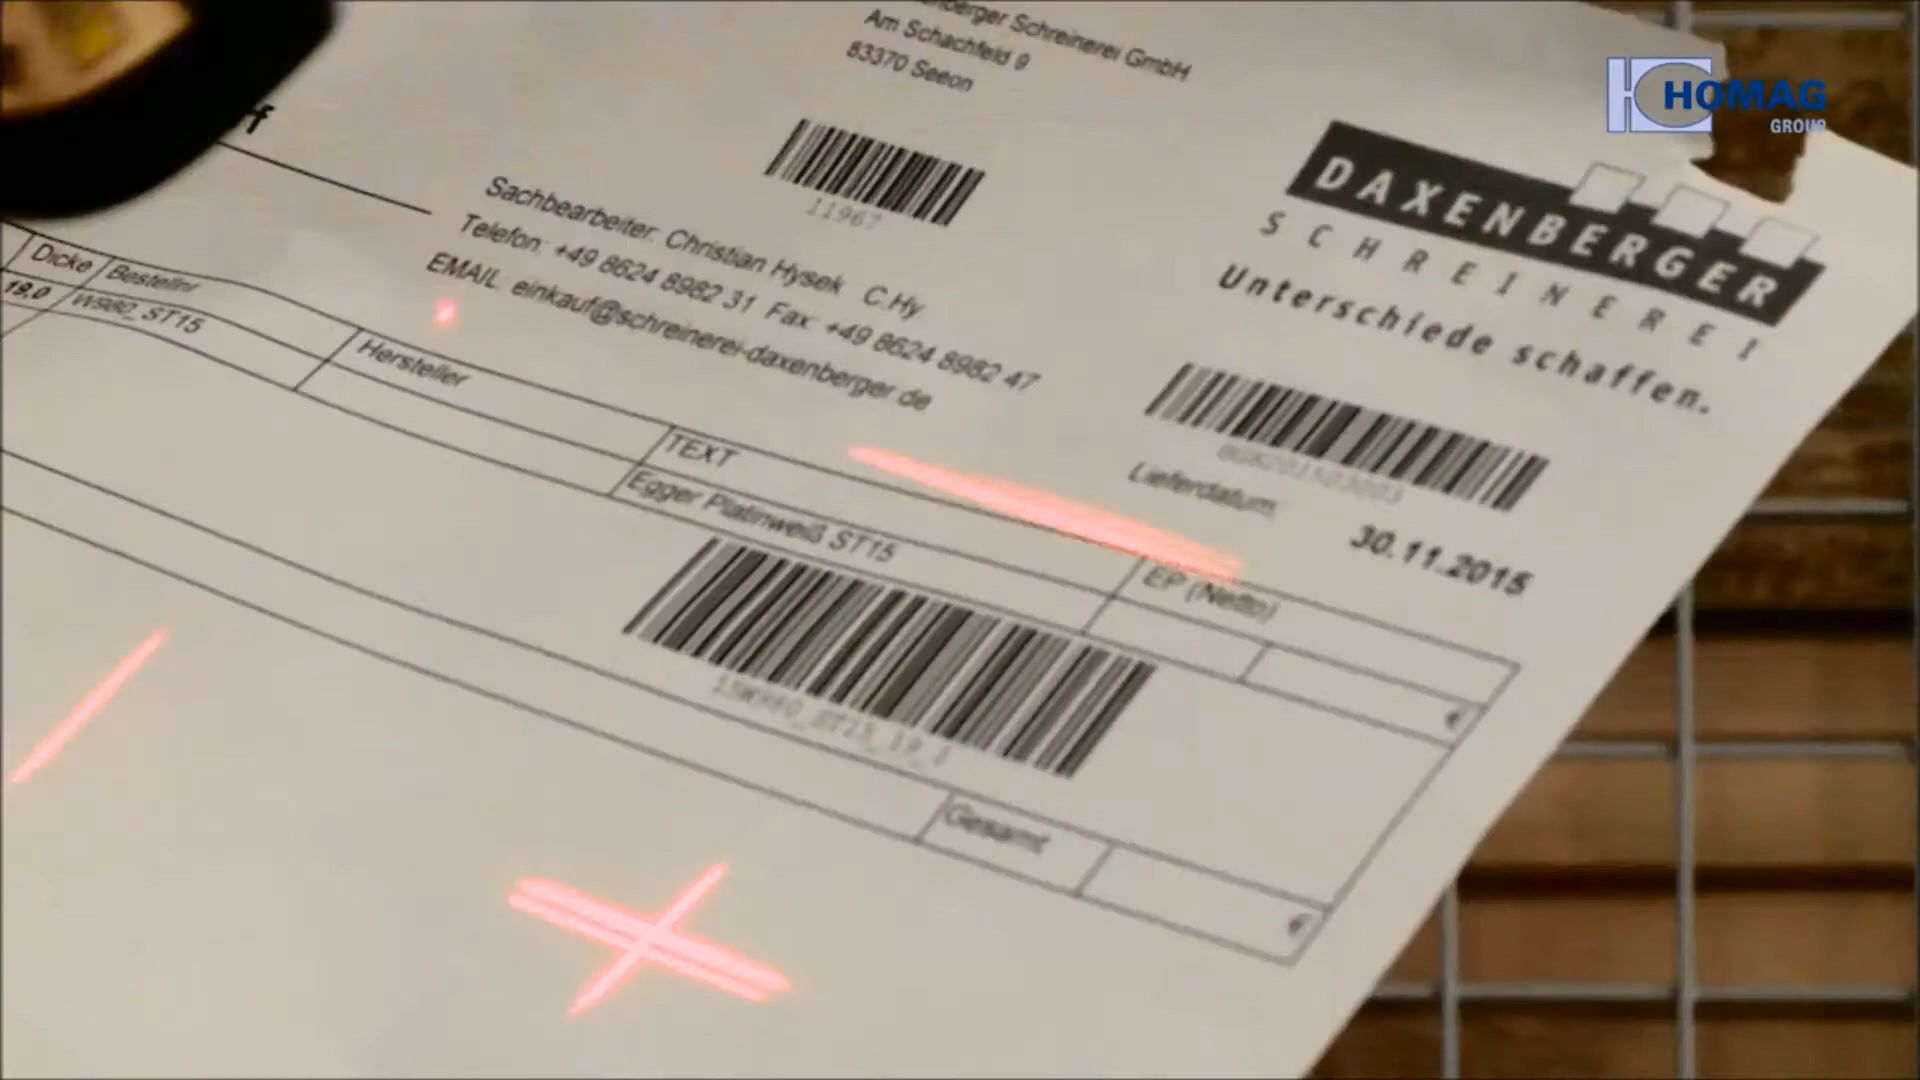 Schreinerei GmbH
Am Schachfeld 9
83370 Seeon
HOMAG
GROUP
11967
DAXENBERGER
SCHREINEREI
Unterschiede schaffen.
Sachbearbeiter: Christian Hysek C.Hy
Telefon: +49 8624 8982 31 Fax: +49 8624 8982 47
EMAIL: einkauf@schreinerei-daxenberger.de
Lieferdatum:
30.11.2015
Dicke Bestellnr Hersteller TEXT EP (Netto)
19,0 W980_ST15 Egger Platinweiß ST15
€
Gesamt
€